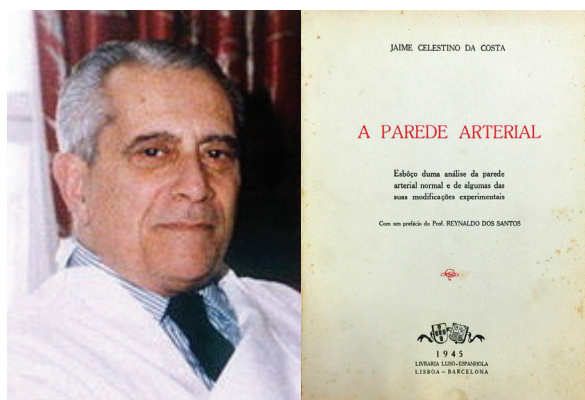 JAIME CELESTINO DA COSTA
A PAREDE ARTERIAL
Esbôço duma análise da parede
arterial normal e de algumas das
suas modificações experimentais
Com um prefácio do Prof. REYNALDO DOS SANTOS
1945
LIVRARIA LUSO-ESPANHOLA
LISBOA – BARCELONA